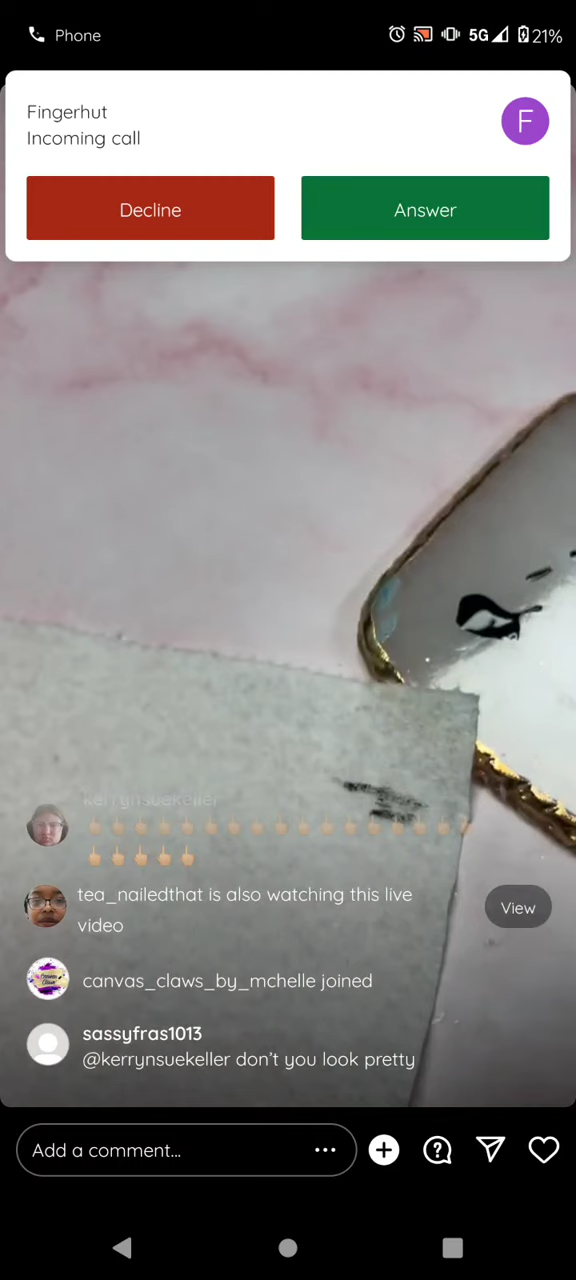 Phone
5G 21%
Fingerhut
Incoming call
F
Decline
Answer
kerrynsuekeller
tea_nailedthat is also watching this live
video
View
canvas_claws_by_mchelle joined
sassyfras1013
@kerrynsuekeller don't you look pretty
Add a comment...